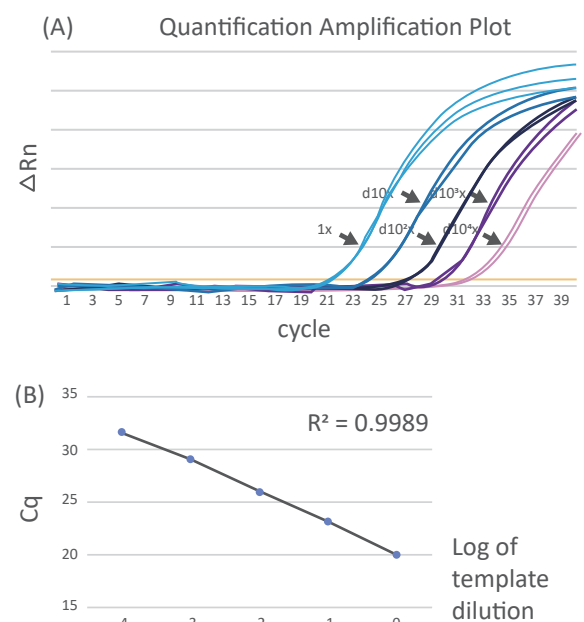 (A) Quantification Amplification Plot
ΔRn
d10x
d10³x
1x
d10²x
d10⁴x
1 3 5 7 9 11 13 15 17 19 21 23 25 27 29 31 33 35 37 39
cycle
(B)
35
R² = 0.9989
30
Cq
25
20
Log of
template
dilution
15